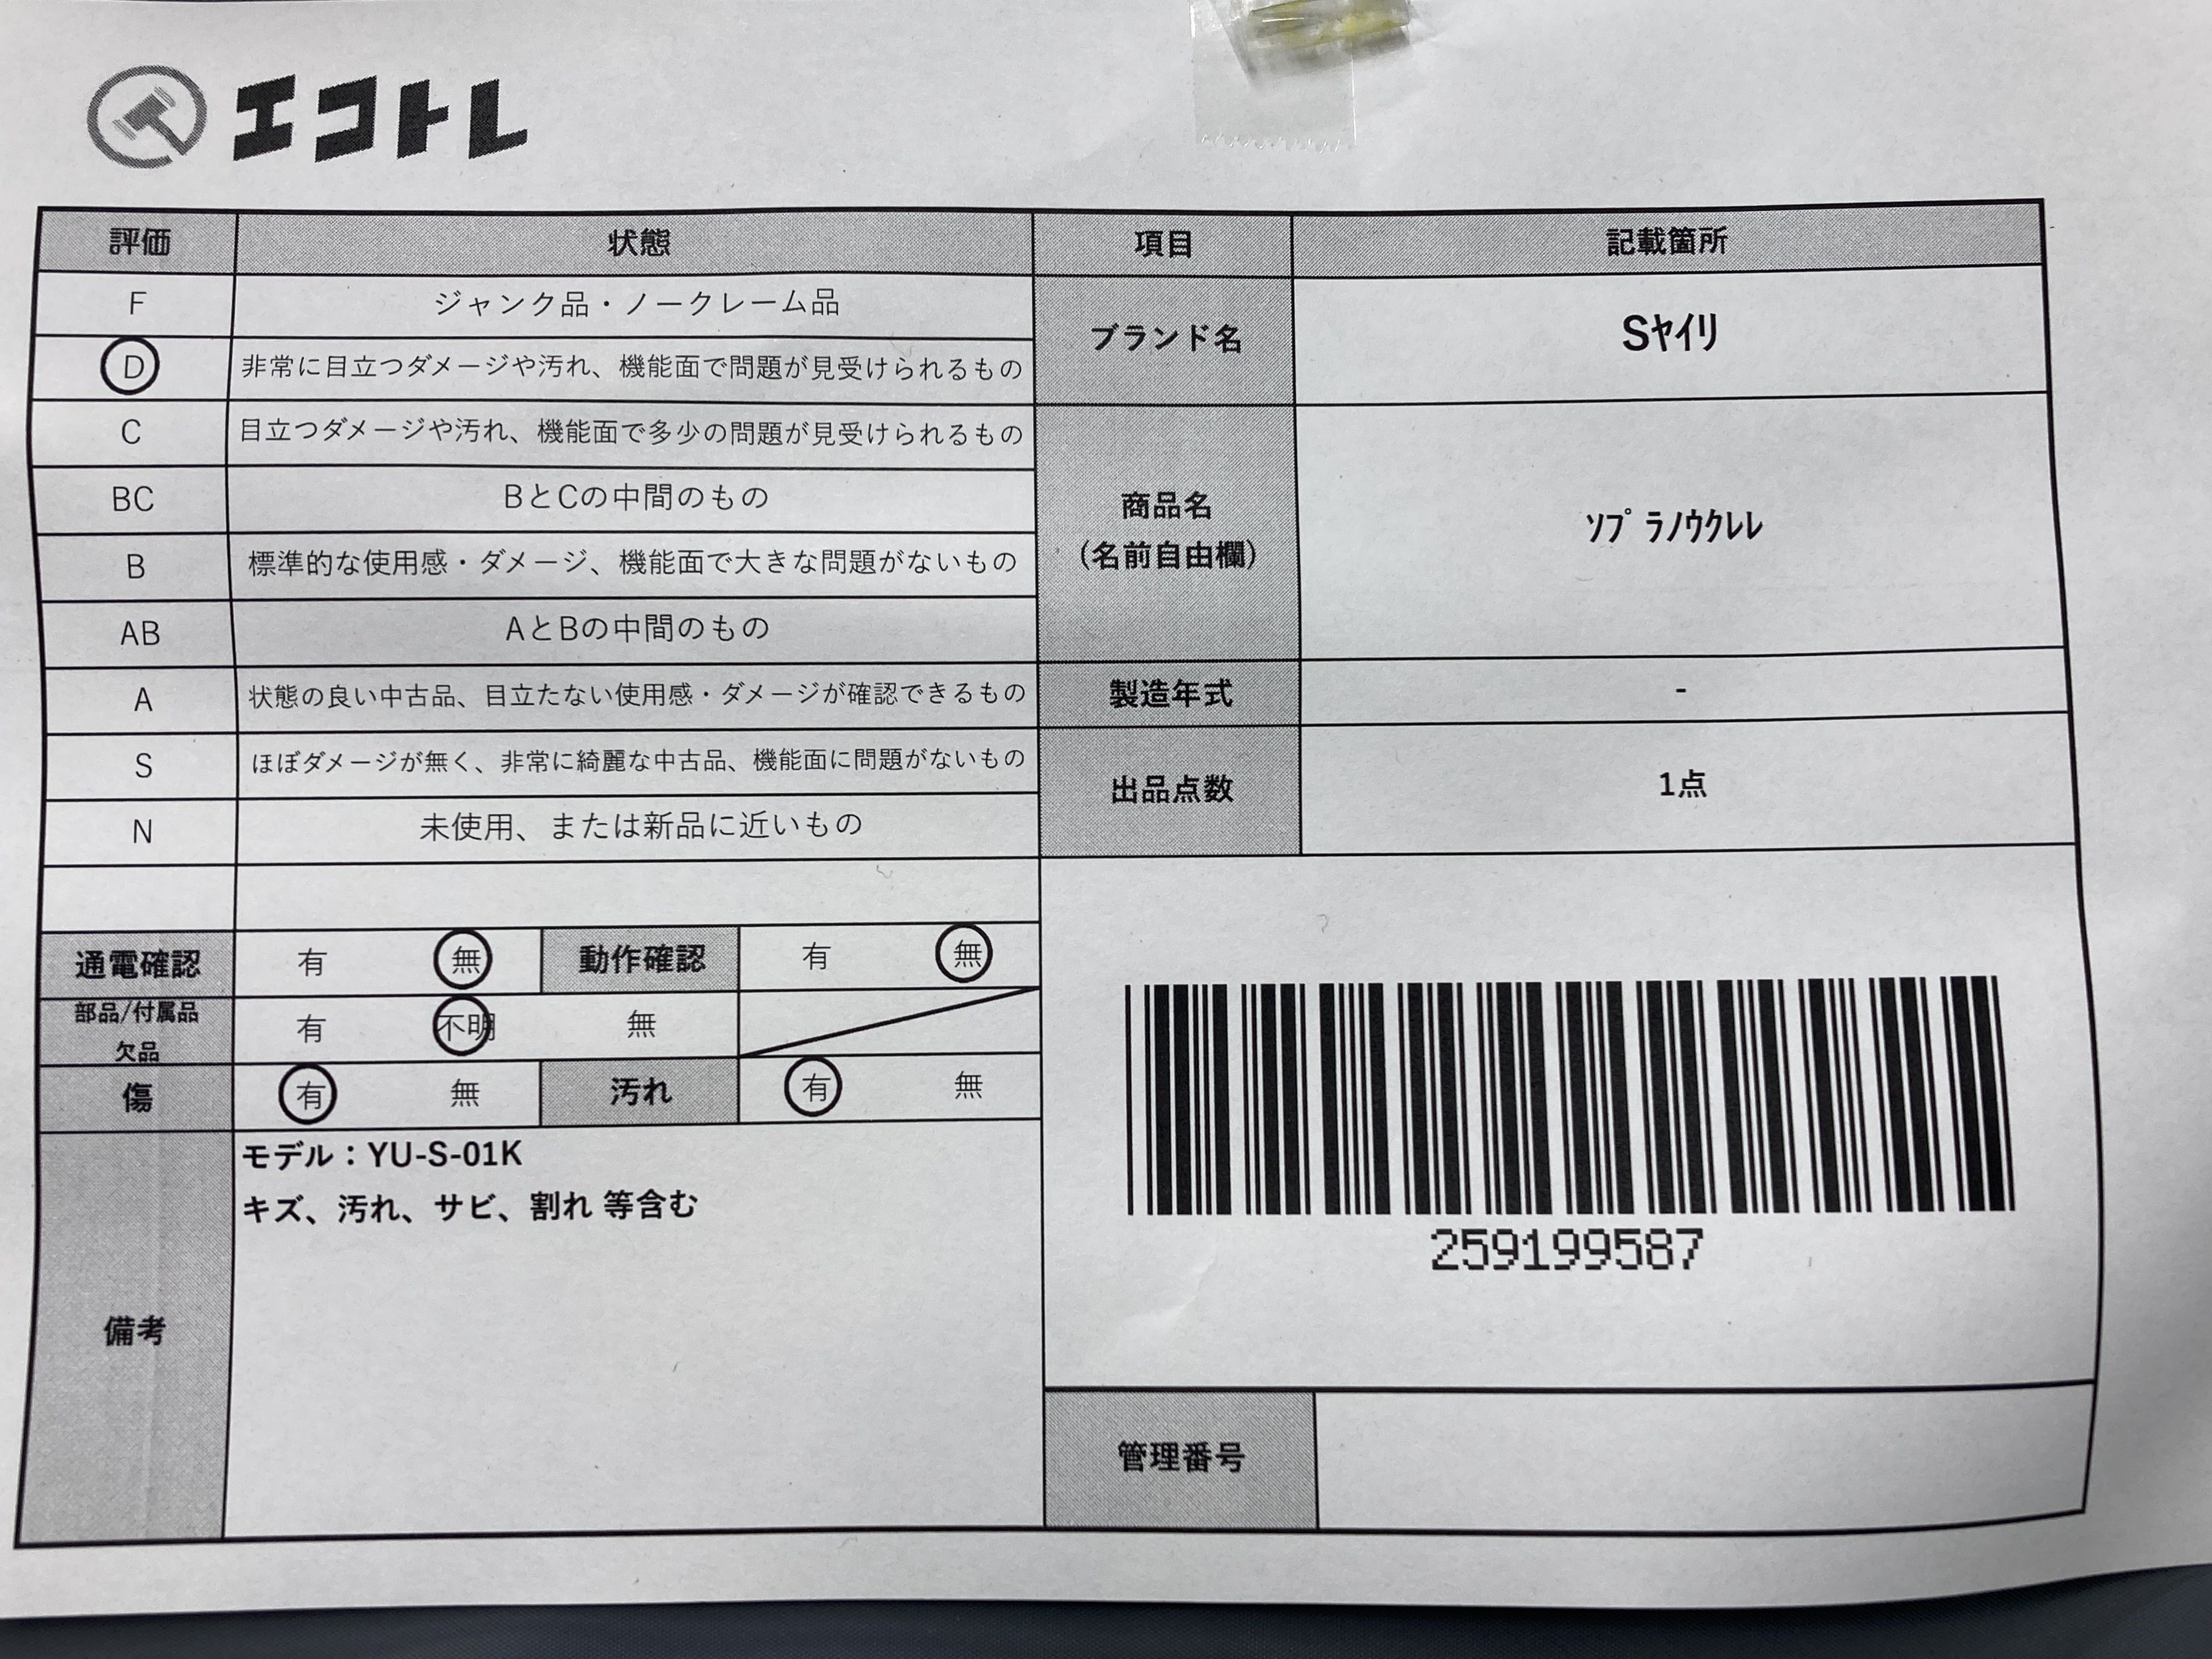 エコトレ
評価 状態 項目 記載箇所
F ジャンク品・ノークレーム品
D 非常に目立つダメージや汚れ、機能面で問題が見受けられるもの
ブランド名 Sﾔｲﾘ
C 目立つダメージや汚れ、機能面で多少の問題が見受けられるもの
BC BとCの中間のもの
商品名
(名前自由欄)
ｿﾌﾟﾗﾉｳｸﾚﾚ
B 標準的な使用感・ダメージ、機能面で大きな問題がないもの
AB AとBの中間のもの
A 状態の良い中古品、目立たない使用感・ダメージが確認できるもの
製造年式 -
S ほぼダメージが無く、非常に綺麗な中古品、機能面に問題がないもの
出品点数 1点
N 未使用、または新品に近いもの
通電確認 有 無 動作確認 有 無
部品/付属品
欠品
有 不明 無
傷 有 無 汚れ 有 無
備考
モデル：YU-S-01K
キズ、汚れ、サビ、割れ 等含む
259199587
管理番号